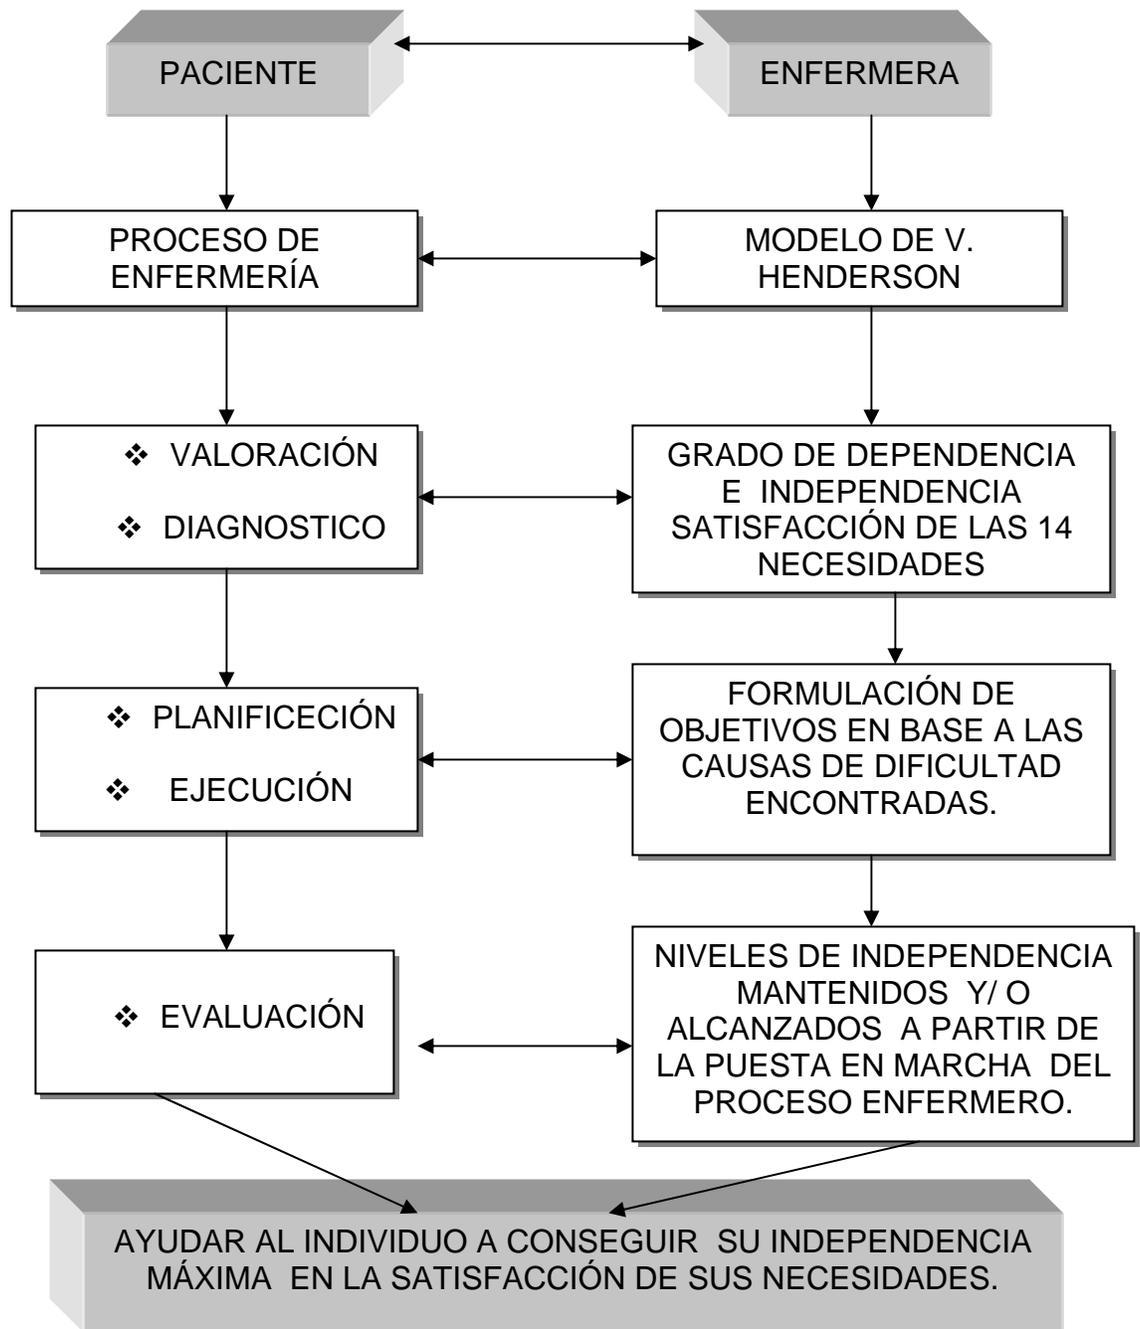 PACIENTE
ENFERMERA
PROCESO DE
ENFERMERÍA
MODELO DE V.
HENDERSON
❖ VALORACIÓN
❖ DIAGNOSTICO
GRADO DE DEPENDENCIA
E INDEPENDENCIA
SATISFACCIÓN DE LAS 14
NECESIDADES
❖ PLANIFICECIÓN
❖ EJECUCIÓN
FORMULACIÓN DE
OBJETIVOS EN BASE A LAS
CAUSAS DE DIFICULTAD
ENCONTRADAS.
❖ EVALUACIÓN
NIVELES DE INDEPENDENCIA
MANTENIDOS Y/ O
ALCANZADOS A PARTIR DE
LA PUESTA EN MARCHA DEL
PROCESO ENFERMERO.
AYUDAR AL INDIVIDUO A CONSEGUIR SU INDEPENDENCIA
MÁXIMA EN LA SATISFACCIÓN DE SUS NECESIDADES.